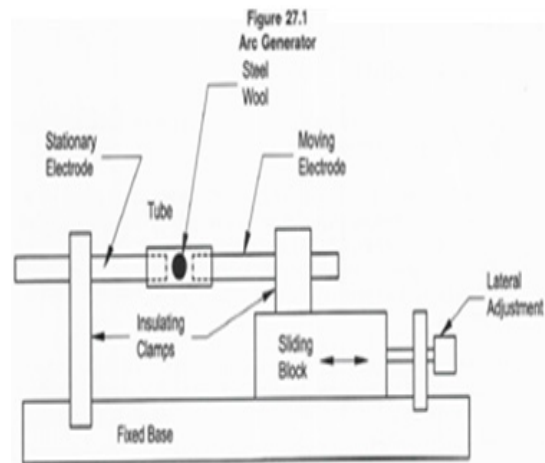 Figure 27.1
Arc Generator
Steel
Wool
Stationary
Electrode
Moving
Electrode
Tube
Lateral
Adjustment
Insulating
Clamps
Sliding
Block
Fixed Base